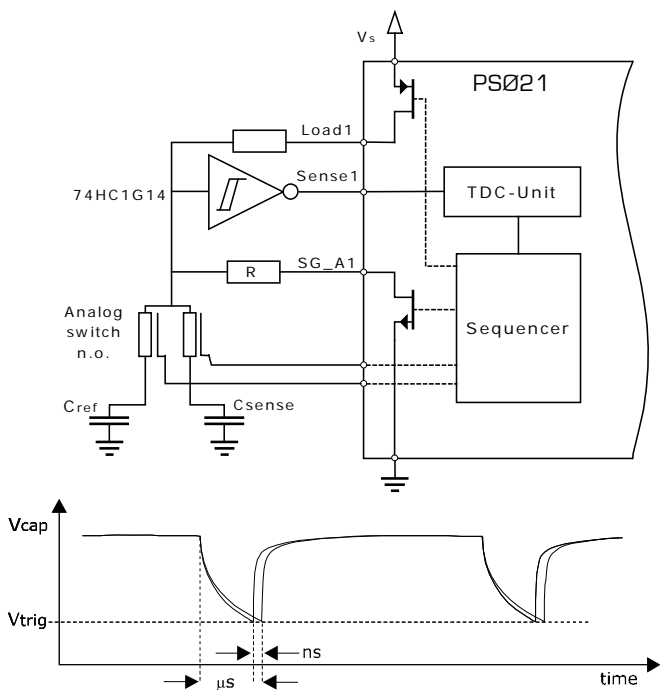 Vs
PSØ21
Load1
Sense1
74HC1G14
TDC-Unit
SG_A1
R
Analog
switch
n.o.
Sequencer
Cref
Csense
Vcap
Vtrig
ns
µs
time